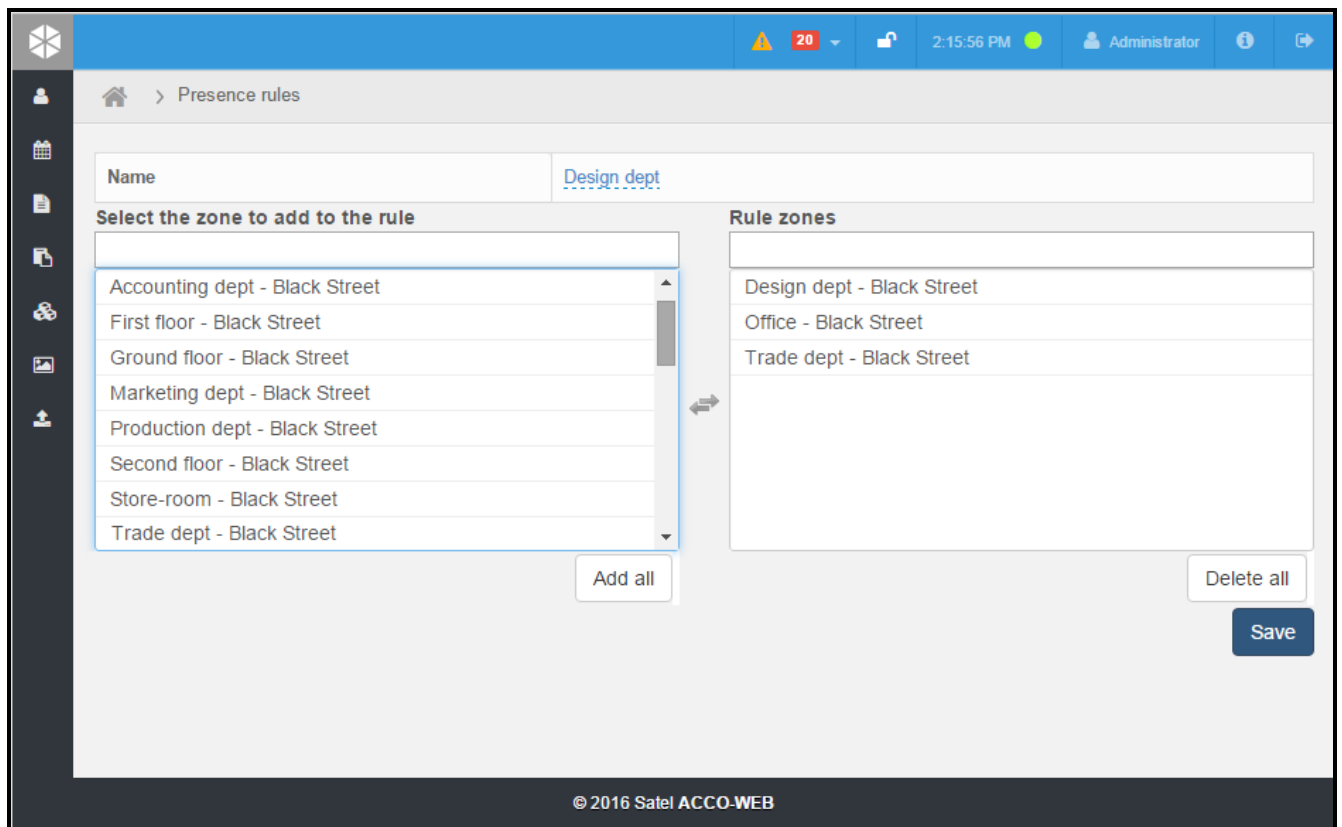 20
2:15:56 PM
Administrator
> Presence rules
Name
Design dept
Select the zone to add to the rule
Rule zones
Accounting dept - Black Street
First floor - Black Street
Ground floor - Black Street
Marketing dept - Black Street
Production dept - Black Street
Second floor - Black Street
Store-room - Black Street
Trade dept - Black Street
Design dept - Black Street
Office - Black Street
Trade dept - Black Street
Add all
Delete all
Save
© 2016 Satel ACCO-WEB